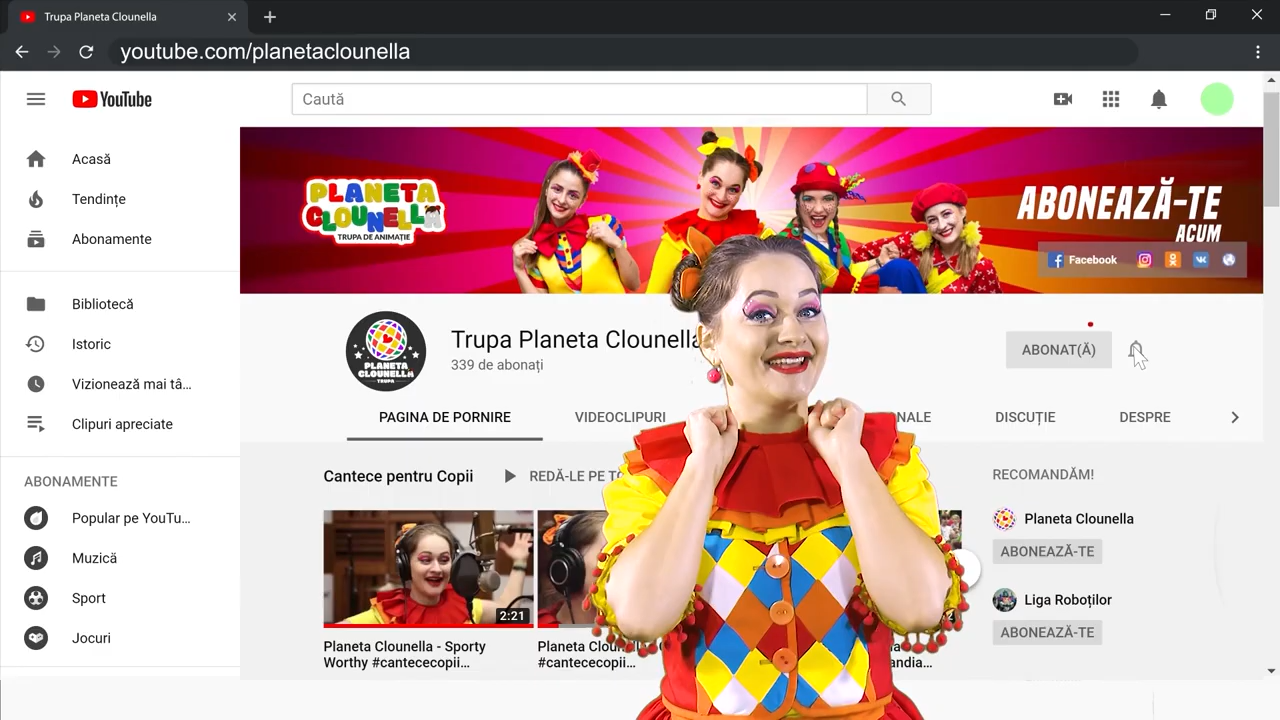 Trupa Planeta Clounella
youtube.com/planetaclounella
YouTube
Caută
Acasă
Tendințe
Abonamente
Bibliotecă
Istoric
Vizionează mai tâ...
Clipuri apreciate
ABONAMENTE
Popular pe YouTu...
Muzică
Sport
Jocuri
PLANETA
CLOUNELLA
TRUPA DE ANIMAȚIE
ABONEAZĂ-TE
ACUM
Facebook
PLANETA
CLOUNELLA
TRUPA
Trupa Planeta Clounella
339 de abonați
ABONAT(Ă)
PAGINA DE PORNIRE
VIDEOCLIPURI
NALE
DISCUȚIE
DESPRE
Cantece pentru Copii
REDĂ-LE PE TO
2:21
Planeta Clounella - Sporty
Worthy #cantececopii...
Planeta C
#cantececopii
andia...
RECOMANDĂM!
Planeta Clounella
ABONEAZĂ-TE
Liga Roboților
ABONEAZĂ-TE